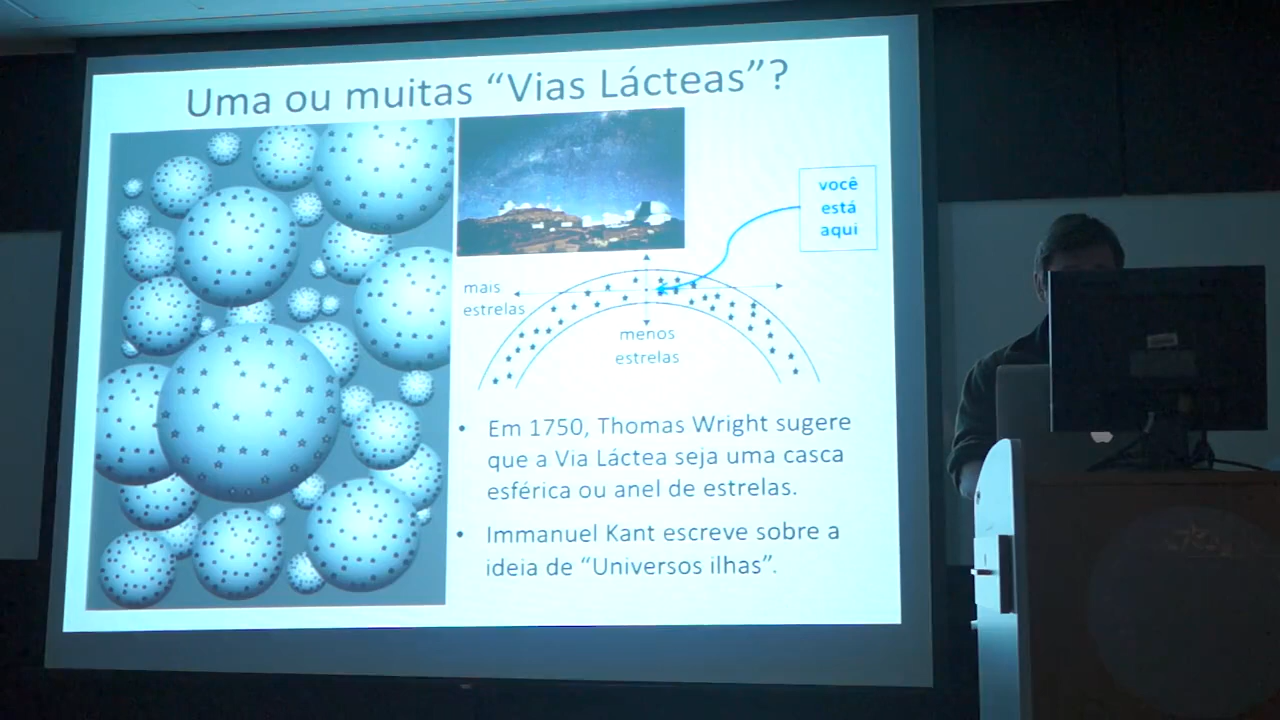 Uma ou muitas “Vias Lácteas”?
você
está
aqui
mais
estrelas
menos
estrelas
• Em 1750, Thomas Wright sugere
que a Via Láctea seja uma casca
esférica ou anel de estrelas.
• Immanuel Kant escreve sobre a
ideia de “Universos ilhas”.